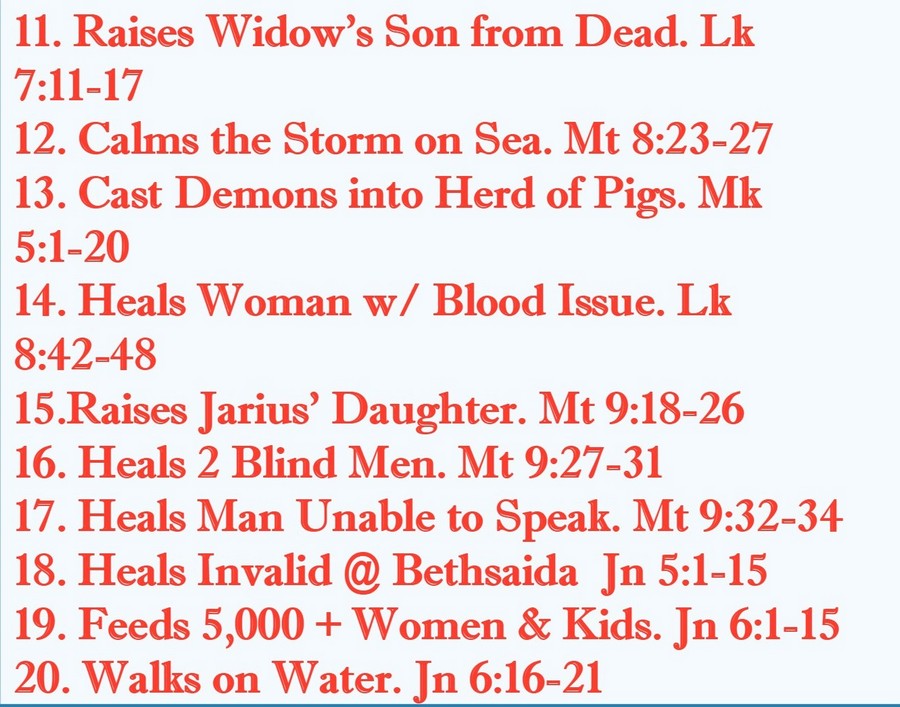 11. Raises Widow’s Son from Dead. Lk
7:11-17
12. Calms the Storm on Sea. Mt 8:23-27
13. Cast Demons into Herd of Pigs. Mk
5:1-20
14. Heals Woman w/ Blood Issue. Lk
8:42-48
15.Raises Jarius’ Daughter. Mt 9:18-26
16. Heals 2 Blind Men. Mt 9:27-31
17. Heals Man Unable to Speak. Mt 9:32-34
18. Heals Invalid @ Bethsaida  Jn 5:1-15
19. Feeds 5,000 + Women & Kids. Jn 6:1-15
20. Walks on Water. Jn 6:16-21